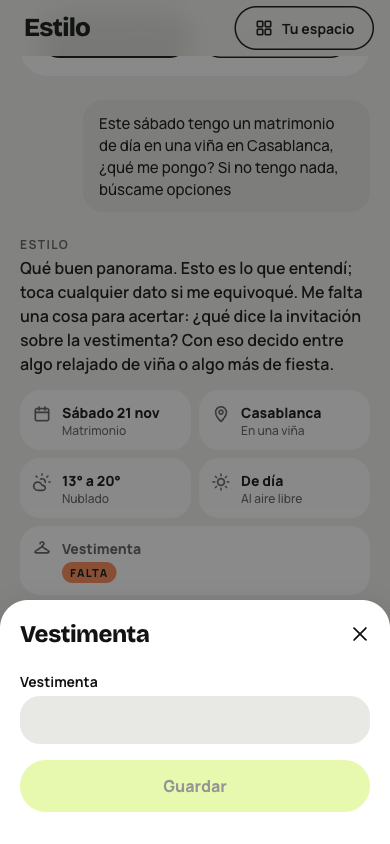 Estilo
Tu espacio
Este sábado tengo un matrimonio
de día en una viña en Casablanca,
¿qué me pongo? Si no tengo nada,
búscame opciones
ESTILO
Qué buen panorama. Esto es lo que entendí;
toca cualquier dato si me equivoqué. Me falta
una cosa para acertar: ¿qué dice la invitación
sobre la vestimenta? Con eso decido entre
algo relajado de viña o algo más de fiesta.
Sábado 21 nov
Matrimonio
Casablanca
En una viña
13° a 20°
Nublado
De día
Al aire libre
Vestimenta
FALTA
Vestimenta
Vestimenta
Guardar